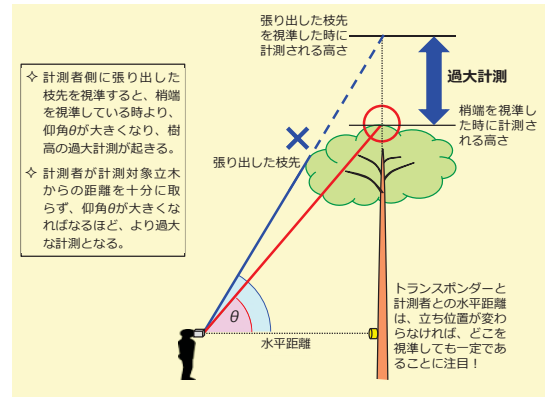 張り出した枝先
を視準した時に
計測される高さ
過大計測
✧ 計測者側に張り出した
枝先を視準すると、梢端
を視準している時より、
仰角θが大きくなり、樹
高の過大計測が起きる。
✧ 計測者が計測対象立木
からの距離を十分に取
らず、仰角θが大きくな
ればなるほど、より過大
な計測となる。
梢端を視準し
た時に計測さ
れる高さ
張り出した枝先
θ
水平距離
トランスポンダーと
計測者との水平距離
は、立ち位置が変わ
らなければ、どこを
視準しても一定であ
ることに注目！